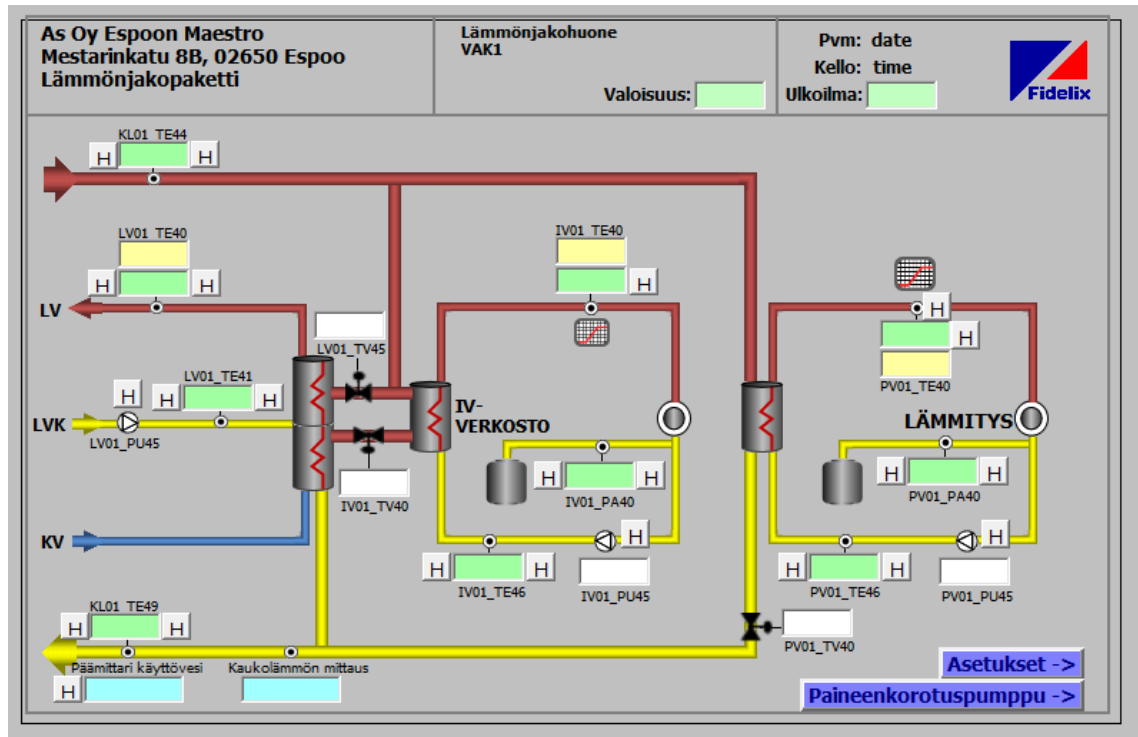 As Oy Espoon Maestro
Mestarinkatu 8B, 02650 Espoo
Lämmönjakopaketti
Lämmönjakohuone
VAK1
Valoisuus:
Pvm: date
Kello: time
Ulkoilma:
Fidelix
KL01_TE44
H H
LV01_TE40
H H
LV
IV01_TE40
H
H
H
PV01_TE40
LV01_TV45
LV01_TE41
H H H
LVK
LV01_PU45
IV-
VERKOSTO
LÄMMITYS
H H
IV01_PA40
H H
PV01_PA40
IV01_TV40
KV
H
H
H H
IV01_TE46
IV01_PU45
H H
PV01_TE46
PV01_PU45
KL01_TE49
H H
PV01_TV40
Päämittari käyttövesi
Kaukolämmön mittaus
H
Asetukset ->
Paineenkorotuspumppu ->